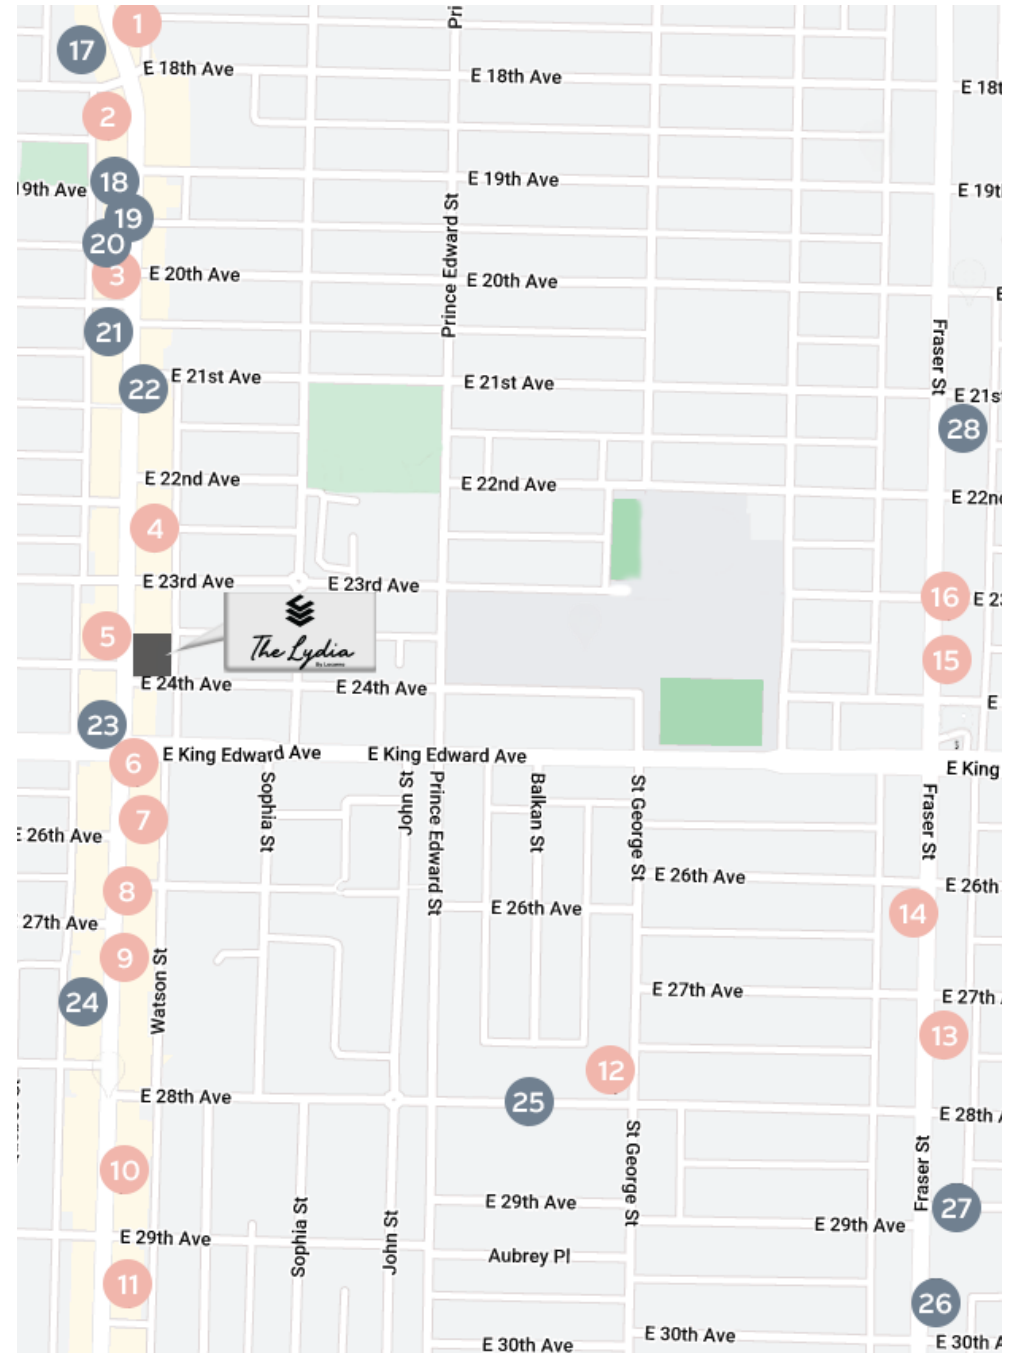 1
Pri
17
E 18th Ave
E 18th Ave
E 18t
2
18
19th Ave
E 19th Ave
E 19t
19
Prince Edward St
20
3
E 20th Ave
E 20th Ave
E
21
Fraser St
22
E 21st Ave
E 21st Ave
E 21s
28
E 22nd Ave
E 22nd Ave
E 22n
4
E 23rd Ave
E 23rd Ave
16
E 23
The Lydia
By Locarno
5
15
E 24th Ave
E 24th Ave
E
23
6
E King Edward Ave
E King Edward Ave
E King
Sophia St
John St
Prince Edward St
Balkan St
St George St
Fraser St
7
E 26th Ave
8
E 26th Ave
E 26th
E 26th Ave
14
27th Ave
9
Watson St
24
E 27th Ave
E 27th
13
12
E 28th Ave
25
E 28th
St George St
Fraser St
10
E 29th Ave
27
Sophia St
John St
E 29th Ave
E 29th Ave
Aubrey Pl
11
26
E 30th Ave
E 30th Ave
E 30th